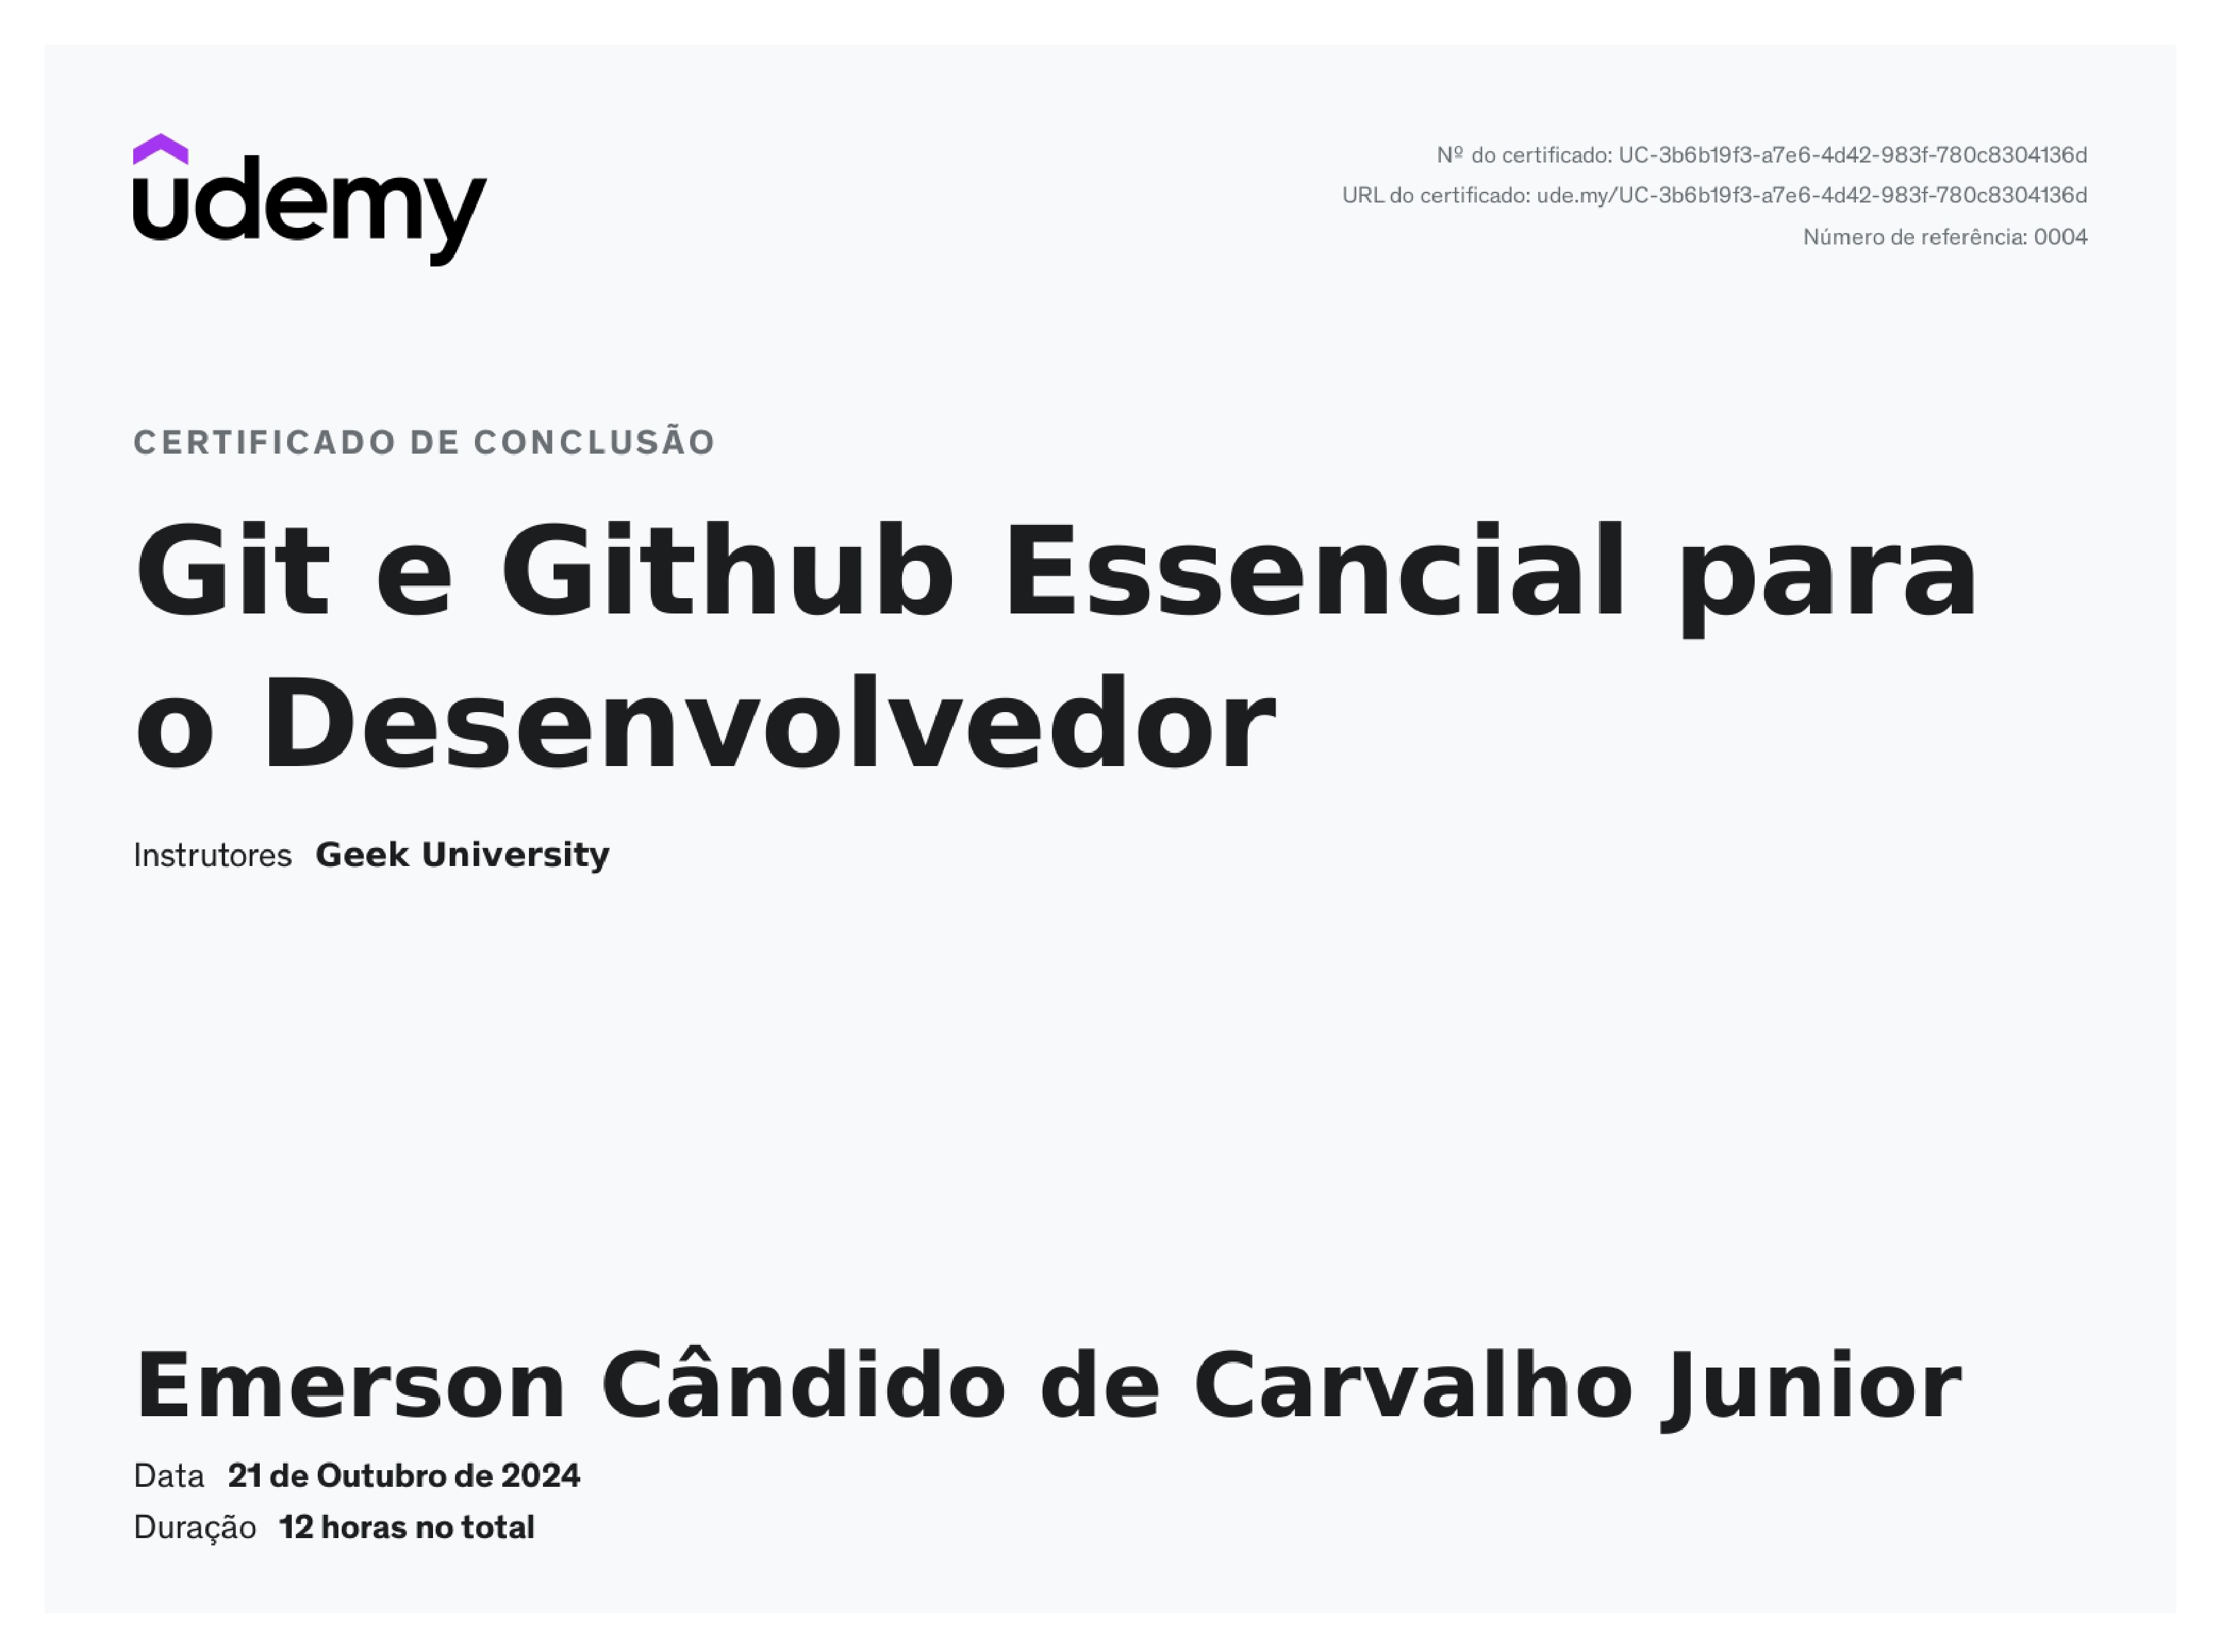 udemy
Nº do certificado: UC-3b6b19f3-a7e6-4d42-983f-780c8304136d
URL do certificado: ude.my/UC-3b6b19f3-a7e6-4d42-983f-780c8304136d
Número de referência: 0004
CERTIFICADO DE CONCLUSÃO
Git e Github Essencial para
o Desenvolvedor
Instrutores Geek University
Emerson Cândido de Carvalho Junior
Data 21 de Outubro de 2024
Duração 12 horas no total